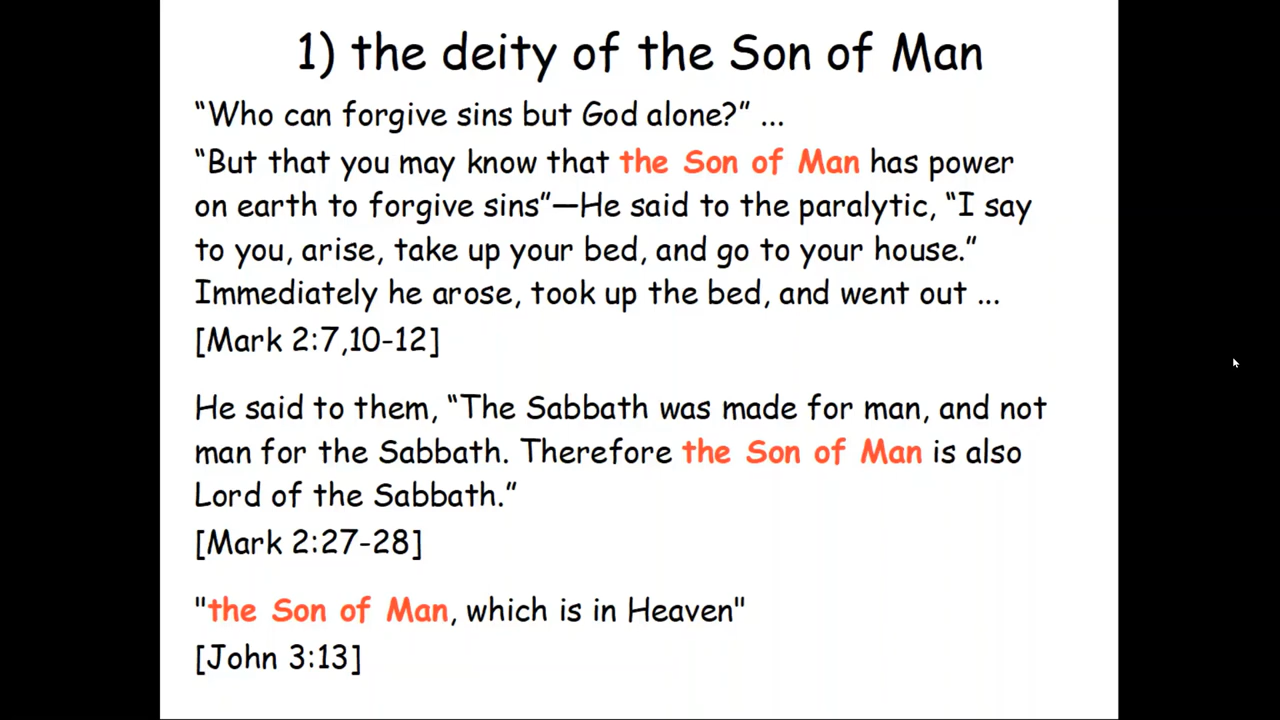 1) the deity of the Son of Man
“Who can forgive sins but God alone?” ...
“But that you may know that the Son of Man has power
on earth to forgive sins”—He said to the paralytic, “I say
to you, arise, take up your bed, and go to your house.”
Immediately he arose, took up the bed, and went out ...
[Mark 2:7,10-12]
He said to them, “The Sabbath was made for man, and not
man for the Sabbath. Therefore the Son of Man is also
Lord of the Sabbath.”
[Mark 2:27-28]
"the Son of Man, which is in Heaven"
[John 3:13]